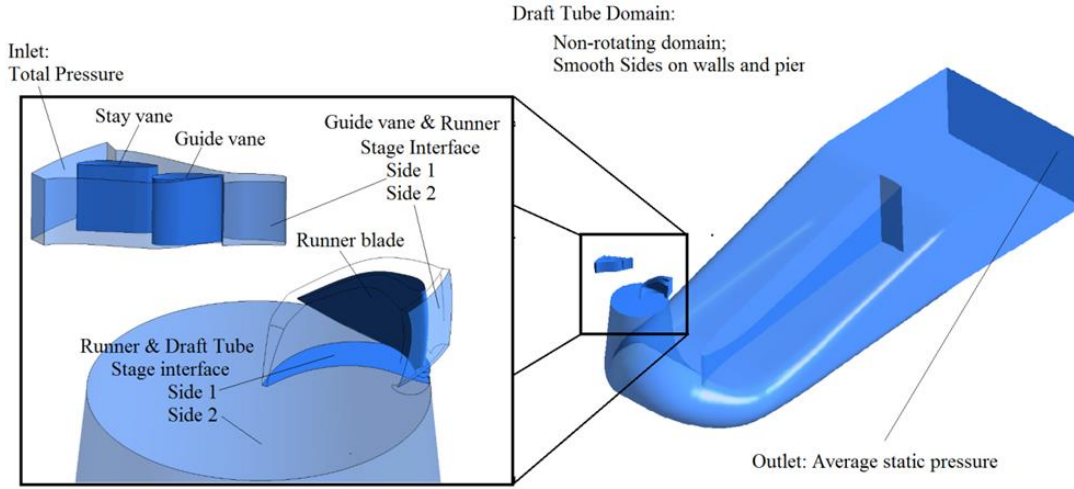 Draft Tube Domain:
Non-rotating domain;
Smooth Sides on walls and pier
Inlet:
Total Pressure
Stay vane
Guide vane
Guide vane & Runner
Stage Interface
Side 1
Side 2
Runner blade
Runner & Draft Tube
Stage interface
Side 1
Side 2
Outlet: Average static pressure